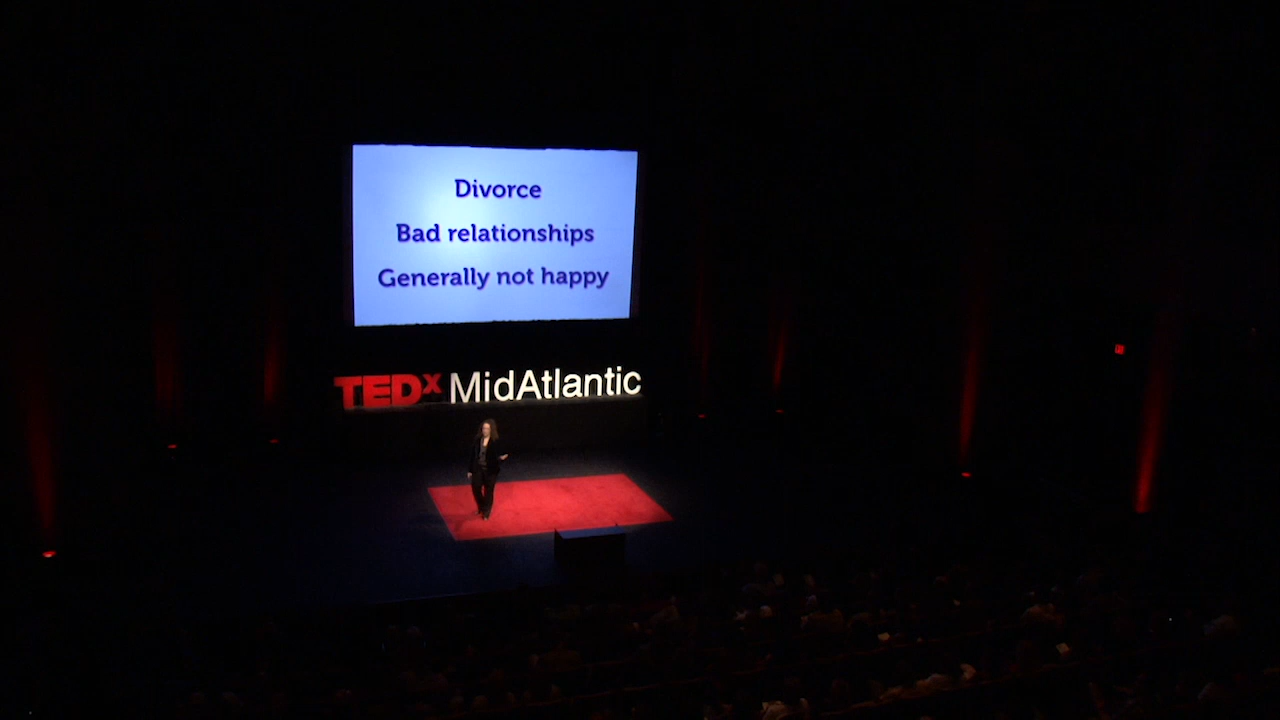 Divorce
Bad relationships
Generally not happy
TEDx MidAtlantic